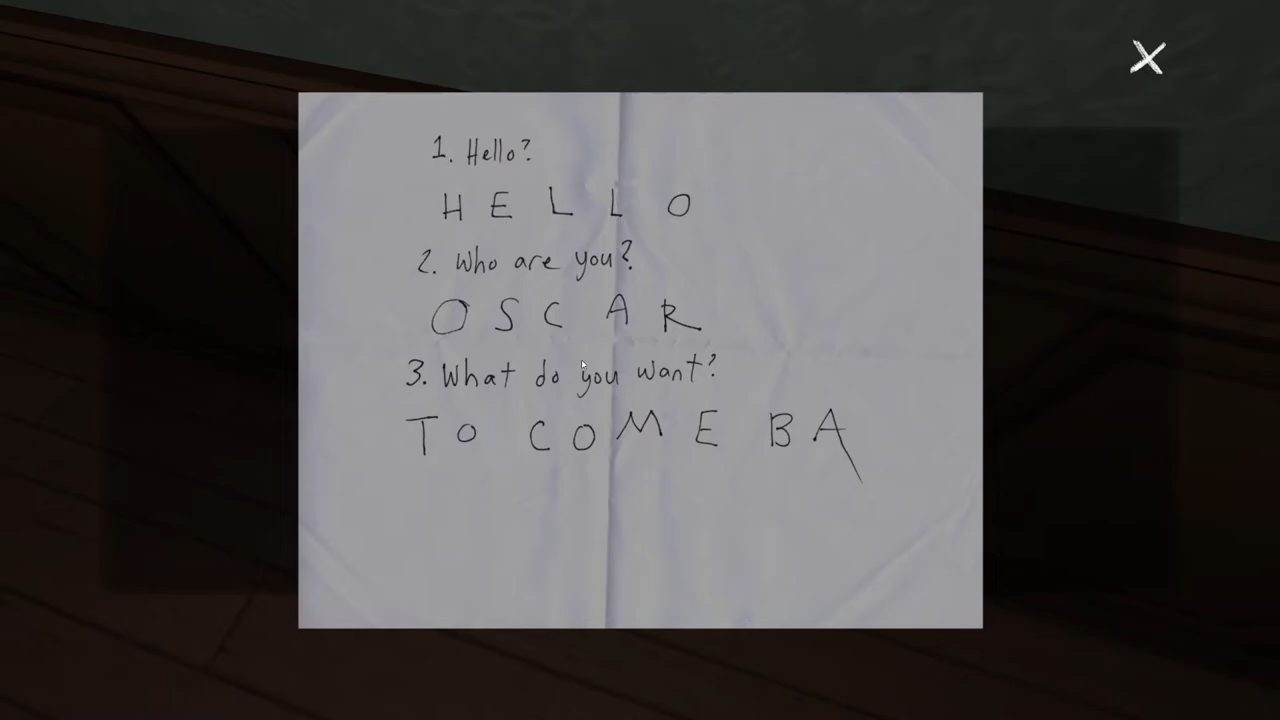 1. Hello?
H E L L O
2. Who are you?
O S C A R
3. What do you want?
T O C O M E B A